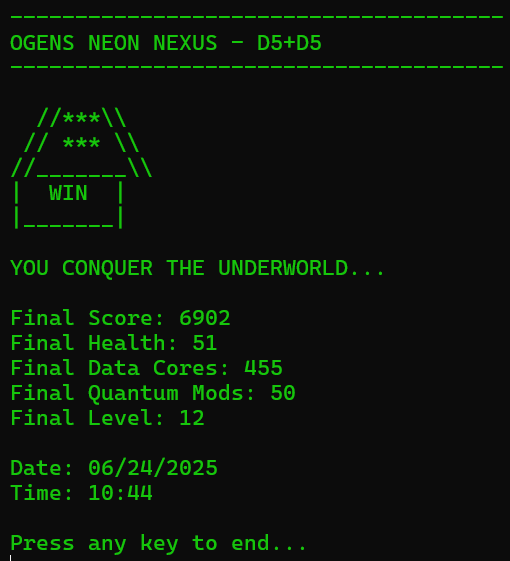 --------------------------------------
OGENS NEON NEXUS - D5+D5
--------------------------------------
  //***\\
 // *** \\
//_______\\
|  WIN  |
|_______|
YOU CONQUER THE UNDERWORLD...
Final Score: 6902
Final Health: 51
Final Data Cores: 455
Final Quantum Mods: 50
Final Level: 12
Date: 06/24/2025
Time: 10:44
Press any key to end...